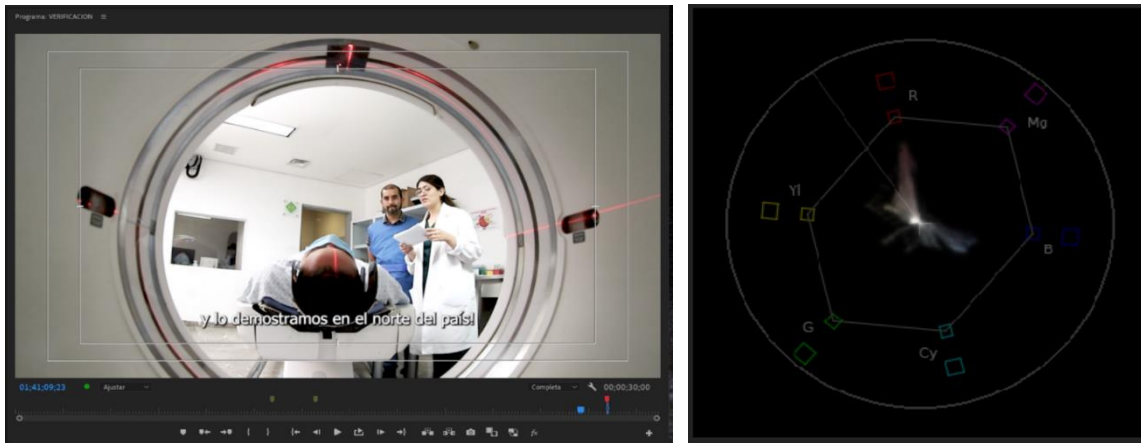 Programa: VERIFICACION
y lo demostramos en el norte del país!
01;41;09;23
Ajustar
Completa
00;00;30;00
fx
R
Mg
Yl
B
G
Cy